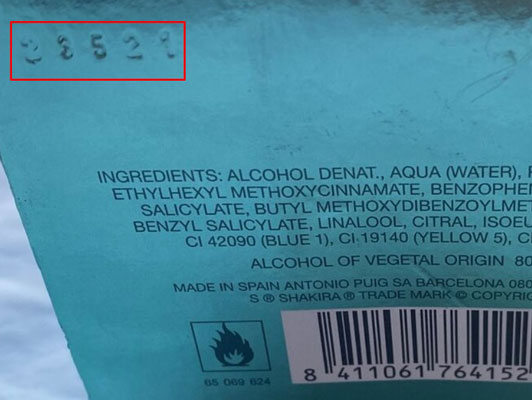 23521
INGREDIENTS: ALCOHOL DENAT., AQUA (WATER),
ETHYLHEXYL METHOXYCINNAMATE, BENZOPHE
SALICYLATE, BUTYL METHOXYDIBENZOYLMET
BENZYL SALICYLATE, LINALOOL, CITRAL, ISOEU
CI 42090 (BLUE 1), CI 19140 (YELLOW 5), C
ALCOHOL OF VEGETAL ORIGIN 80
MADE IN SPAIN ANTONIO PUIG SA BARCELONA 080
S ® SHAKIRA ® TRADE MARK © COPYRIG
65 069 624
8 411061 764152